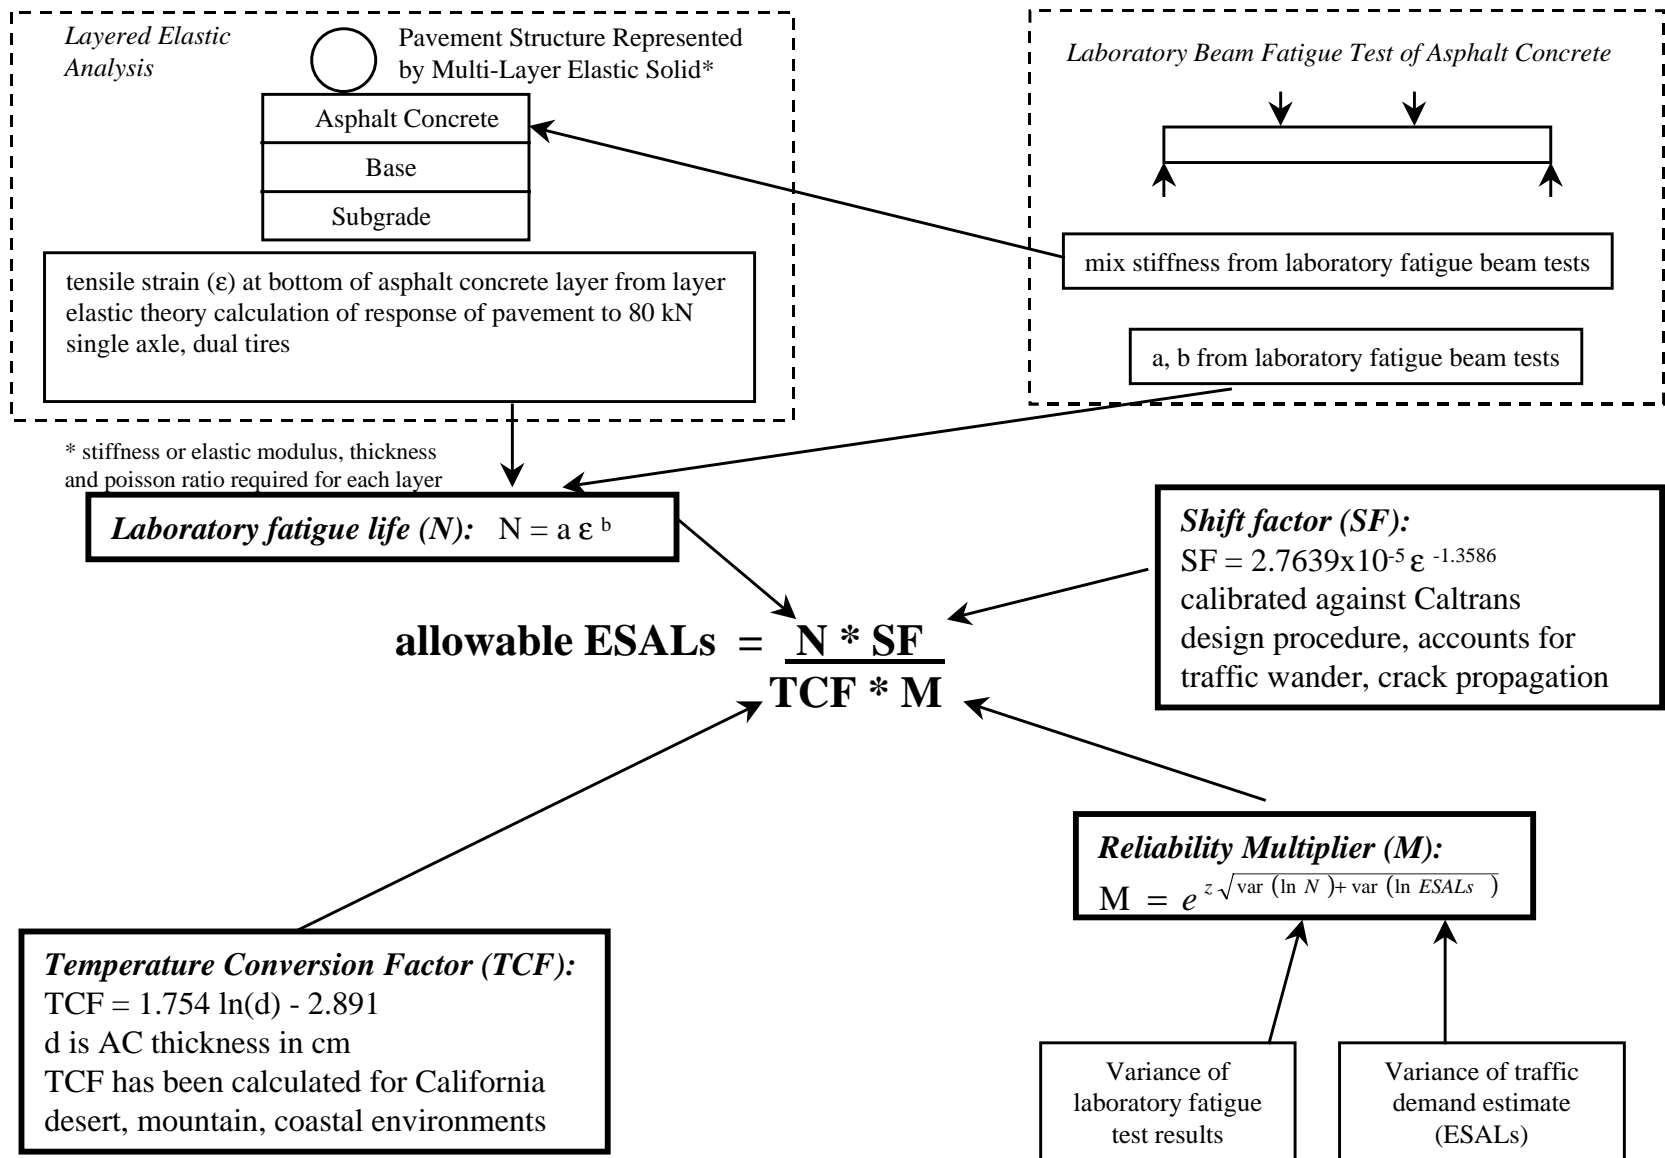 Layered Elastic
Analysis
Pavement Structure Represented
by Multi-Layer Elastic Solid*
Asphalt Concrete
Base
Subgrade
tensile strain (ε) at bottom of asphalt concrete layer from layer
elastic theory calculation of response of pavement to 80 kN
single axle, dual tires
* stiffness or elastic modulus, thickness
and poisson ratio required for each layer
Laboratory Beam Fatigue Test of Asphalt Concrete
mix stiffness from laboratory fatigue beam tests
a, b from laboratory fatigue beam tests
Laboratory fatigue life (N): N = a ε ^b
Shift factor (SF):
SF = 2.7639x10^-5 ε ^-1.3586
calibrated against Caltrans
design procedure, accounts for
traffic wander, crack propagation
allowable ESALs = N * SF
TCF * M
Reliability Multiplier (M):
M = e^z √var (ln N )+ var (ln ESALs )
Temperature Conversion Factor (TCF):
TCF = 1.754 ln(d) - 2.891
d is AC thickness in cm
TCF has been calculated for California
desert, mountain, coastal environments
Variance of
laboratory fatigue
test results
Variance of traffic
demand estimate
(ESALs)